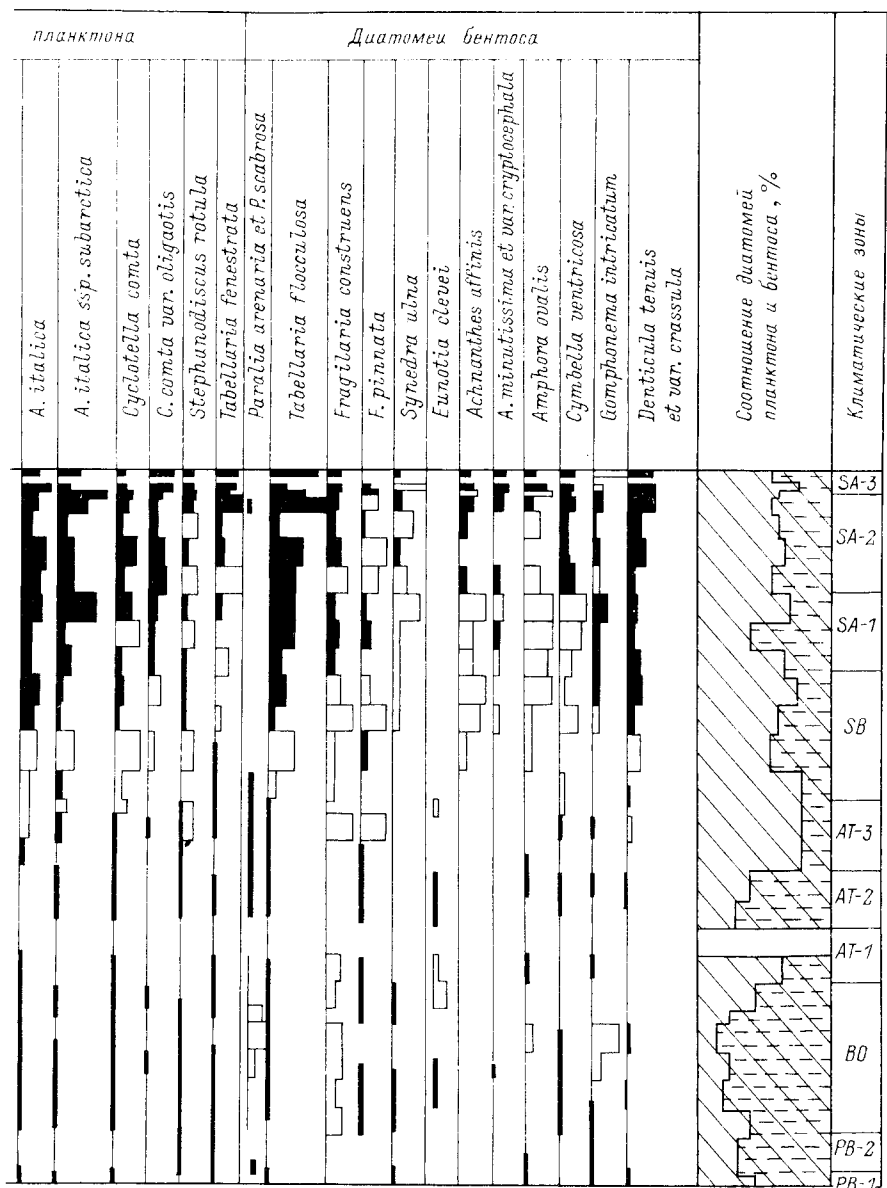 планктона
Диатомеи бентоса
A. italica
A. italica ssp. subarctica
Cyclotella comta
C. comta var. oligactis
Stephanodiscus rotula
Tabellaria fenestrata
Paralia arenaria et P. scabrosa
Tabellaria flocculosa
Fragilaria construens
F. pinnata
Synedra ulna
Eunotia clevei
Achnanthes affinis
A. minutissima et var. cryptocephala
Amphora ovalis
Cymbella ventricosa
Gomphonema intricatum
Denticula tenuis
et var. crassula
Соотношение диатомей
планктона и бентоса, %
Климатические зоны
SA-3
SA-2
SA-1
SB
AT-3
AT-2
AT-1
BO
PB-2
PB-1